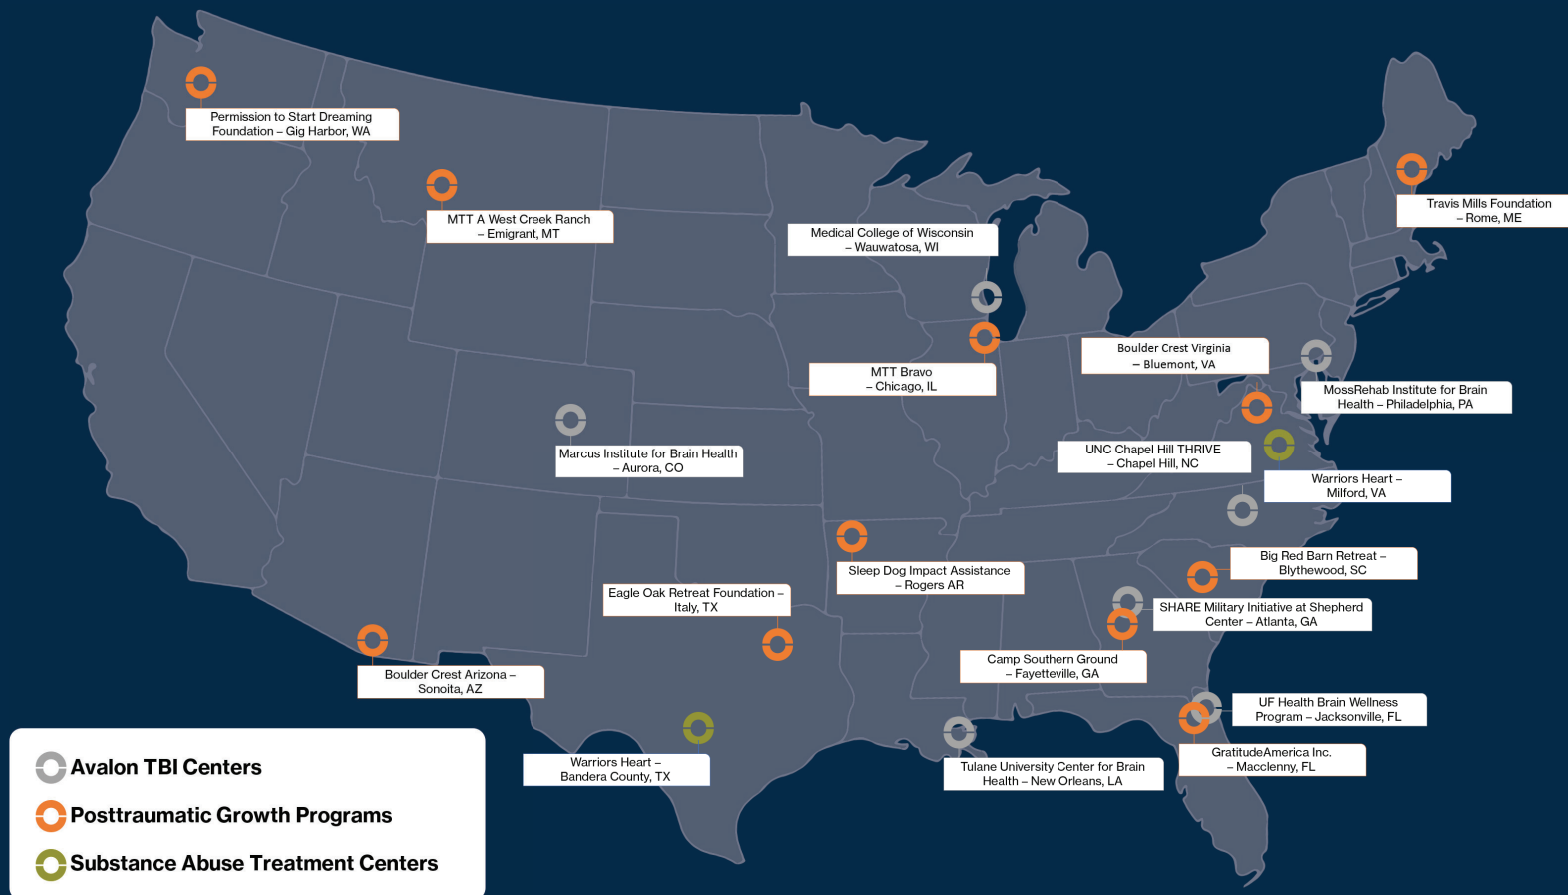 Permission to Start Dreaming
Foundation – Gig Harbor, WA
MTT A West Creek Ranch
– Emigrant, MT
Travis Mills Foundation
– Rome, ME
Medical College of Wisconsin
– Wauwatosa, WI
MTT Bravo
– Chicago, IL
Boulder Crest Virginia
– Bluemont, VA
MossRehab Institute for Brain
Health – Philadelphia, PA
Marcus Institute for Brain Health
– Aurora, CO
UNC Chapel Hill THRIVE
– Chapel Hill, NC
Warriors Heart –
Milford, VA
Sleep Dog Impact Assistance
– Rogers AR
Big Red Barn Retreat –
Blythewood, SC
Eagle Oak Retreat Foundation –
Italy, TX
SHARE Military Initiative at Shepherd
Center – Atlanta, GA
Camp Southern Ground
– Fayetteville, GA
Boulder Crest Arizona –
Sonoita, AZ
UF Health Brain Wellness
Program – Jacksonville, FL
GratitudeAmerica Inc.
– Macclenny, FL
Warriors Heart –
Bandera County, TX
Tulane University Center for Brain
Health – New Orleans, LA
Avalon TBI Centers
Posttraumatic Growth Programs
Substance Abuse Treatment Centers